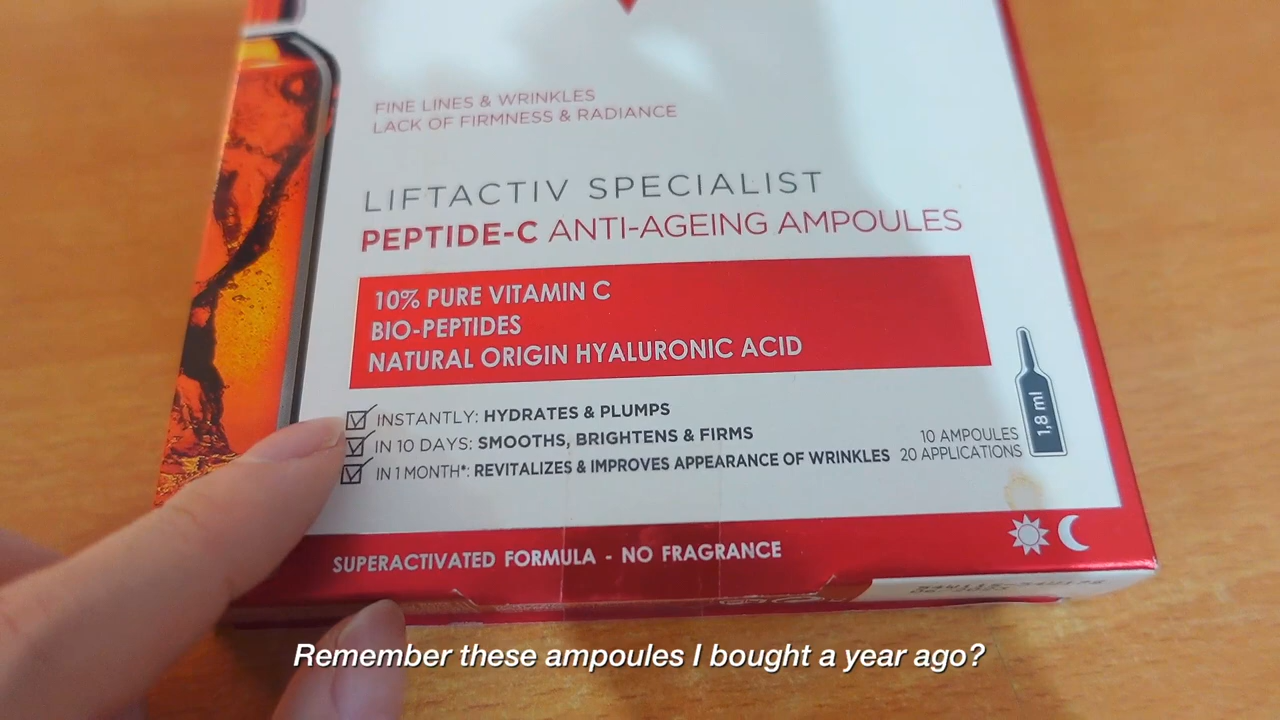 FINE LINES & WRINKLES
LACK OF FIRMNESS & RADIANCE
LIFTACTIV SPECIALIST
PEPTIDE-C ANTI-AGEING AMPOULES
10% PURE VITAMIN C
BIO-PEPTIDES
NATURAL ORIGIN HYALURONIC ACID
INSTANTLY: HYDRATES & PLUMPS
IN 10 DAYS: SMOOTHS, BRIGHTENS & FIRMS
IN 1 MONTH*: REVITALIZES & IMPROVES APPEARANCE OF WRINKLES
1,8 ml
10 AMPOULES
20 APPLICATIONS
SUPERACTIVATED FORMULA - NO FRAGRANCE
Remember these ampoules I bought a year ago?